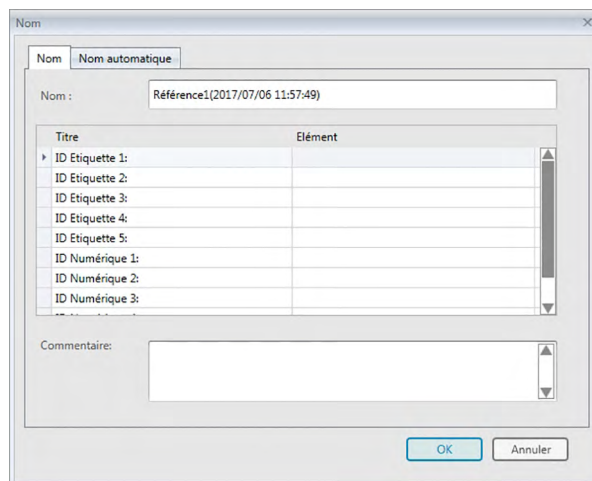 Nom
Nom Nom automatique
Nom : Référence1(2017/07/06 11:57:49)
Titre Elément
ID Etiquette 1:
ID Etiquette 2:
ID Etiquette 3:
ID Etiquette 4:
ID Etiquette 5:
ID Numérique 1:
ID Numérique 2:
ID Numérique 3:
Commentaire:
OK Annuler